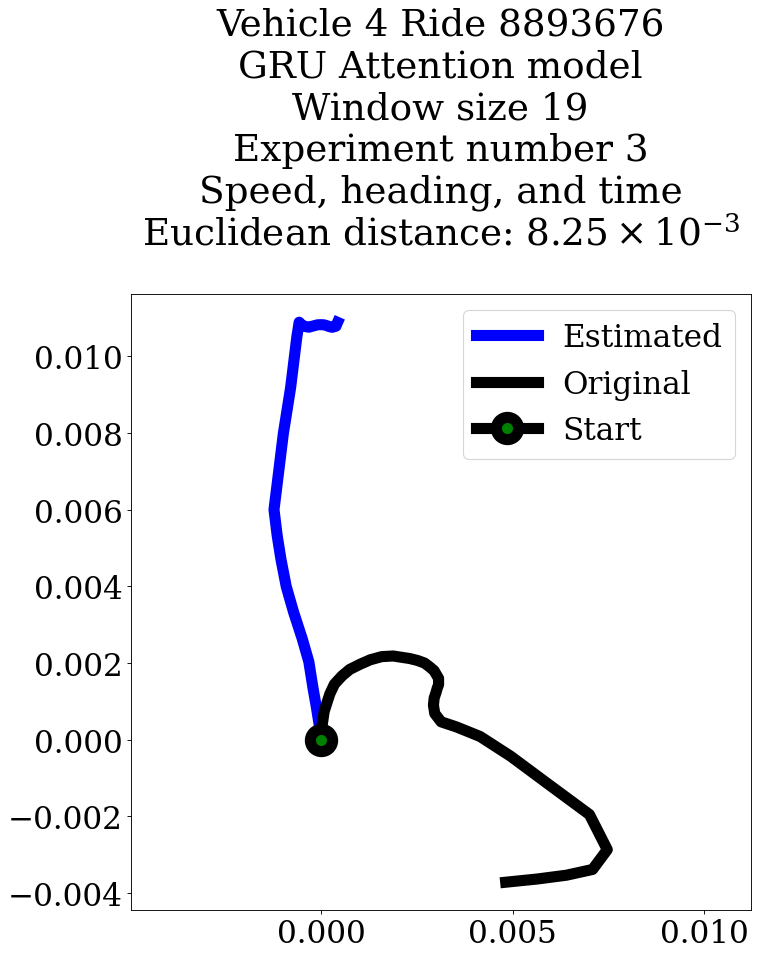 Vehicle 4 Ride 8893676
GRU Attention model
Window size 19
Experiment number 3
Speed, heading, and time
Euclidean distance: 8.25 × 10⁻³
Estimated
Original
Start
0.010
0.008
0.006
0.004
0.002
0.000
−0.002
−0.004
0.000 0.005 0.010